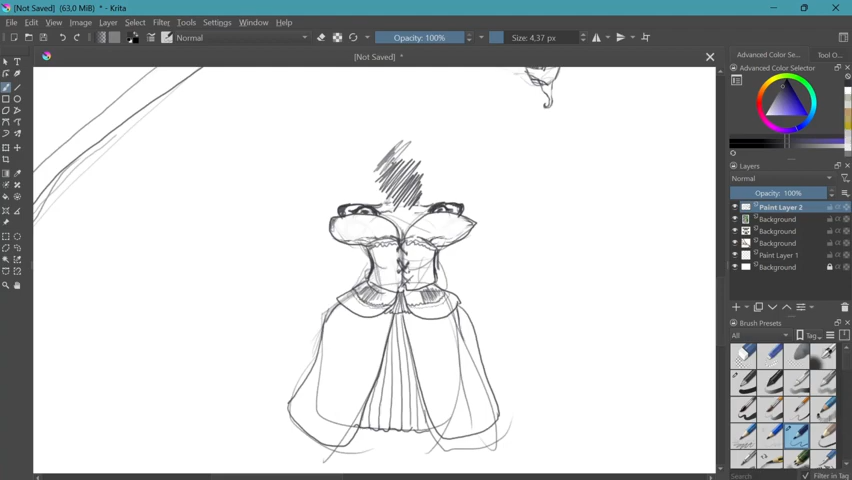 [Not Saved] (63,0 MiB) * - Krita
File Edit View Image Layer Select Filter Tools Settings Window Help
Normal
Opacity: 100%
Size: 4,37 px
[Not Saved] *
Advanced Color Se...
Tool O...
Advanced Color Selector
Layers
Normal
Opacity: 100%
Paint Layer 2
Background
Background
Background
Paint Layer 1
Background
Brush Presets
All
Tag
Search
Filter in Tag